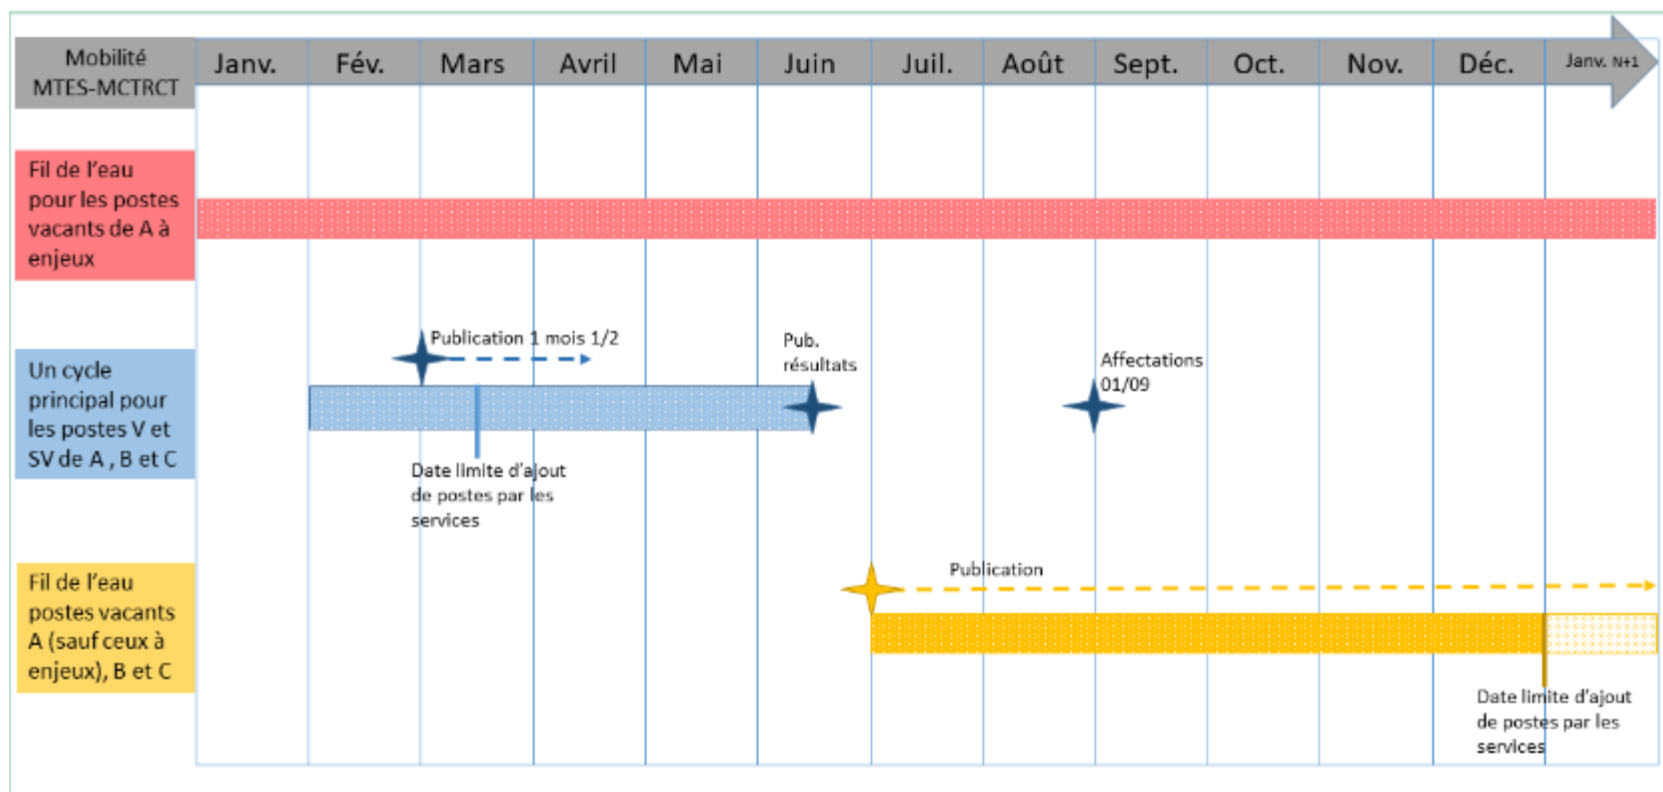 Mobilité
MTES-MCTRCT
Janv.
Fév.
Mars
Avril
Mai
Juin
Juil.
Août
Sept.
Oct.
Nov.
Déc.
Janv. N+1
Fil de l'eau
pour les postes
vacants de A à
enjeux
Un cycle
principal pour
les postes V et
SV de A , B et C
Publication 1 mois 1/2
Pub.
résultats
Affectations
01/09
Date limite d'ajout
de postes par les
services
Fil de l'eau
postes vacants
A (sauf ceux à
enjeux), B et C
Publication
Date limite d'ajout
de postes par les
services